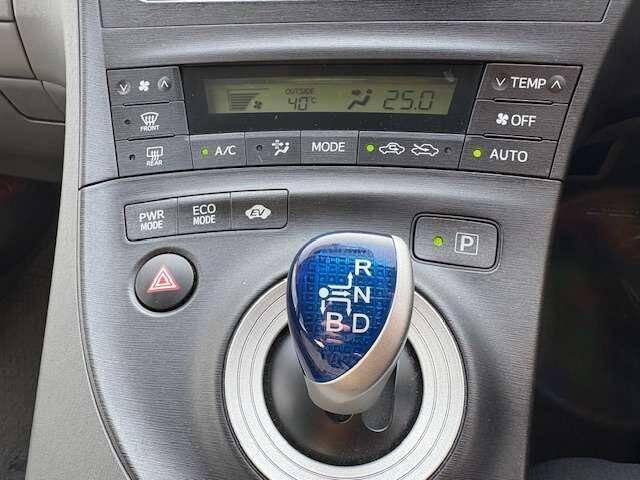 TEMP
OUTSIDE
40°C 25.0
OFF
FRONT
REAR
A/C MODE AUTO
PWR MODE
ECO MODE
EV
P
R
N
B D